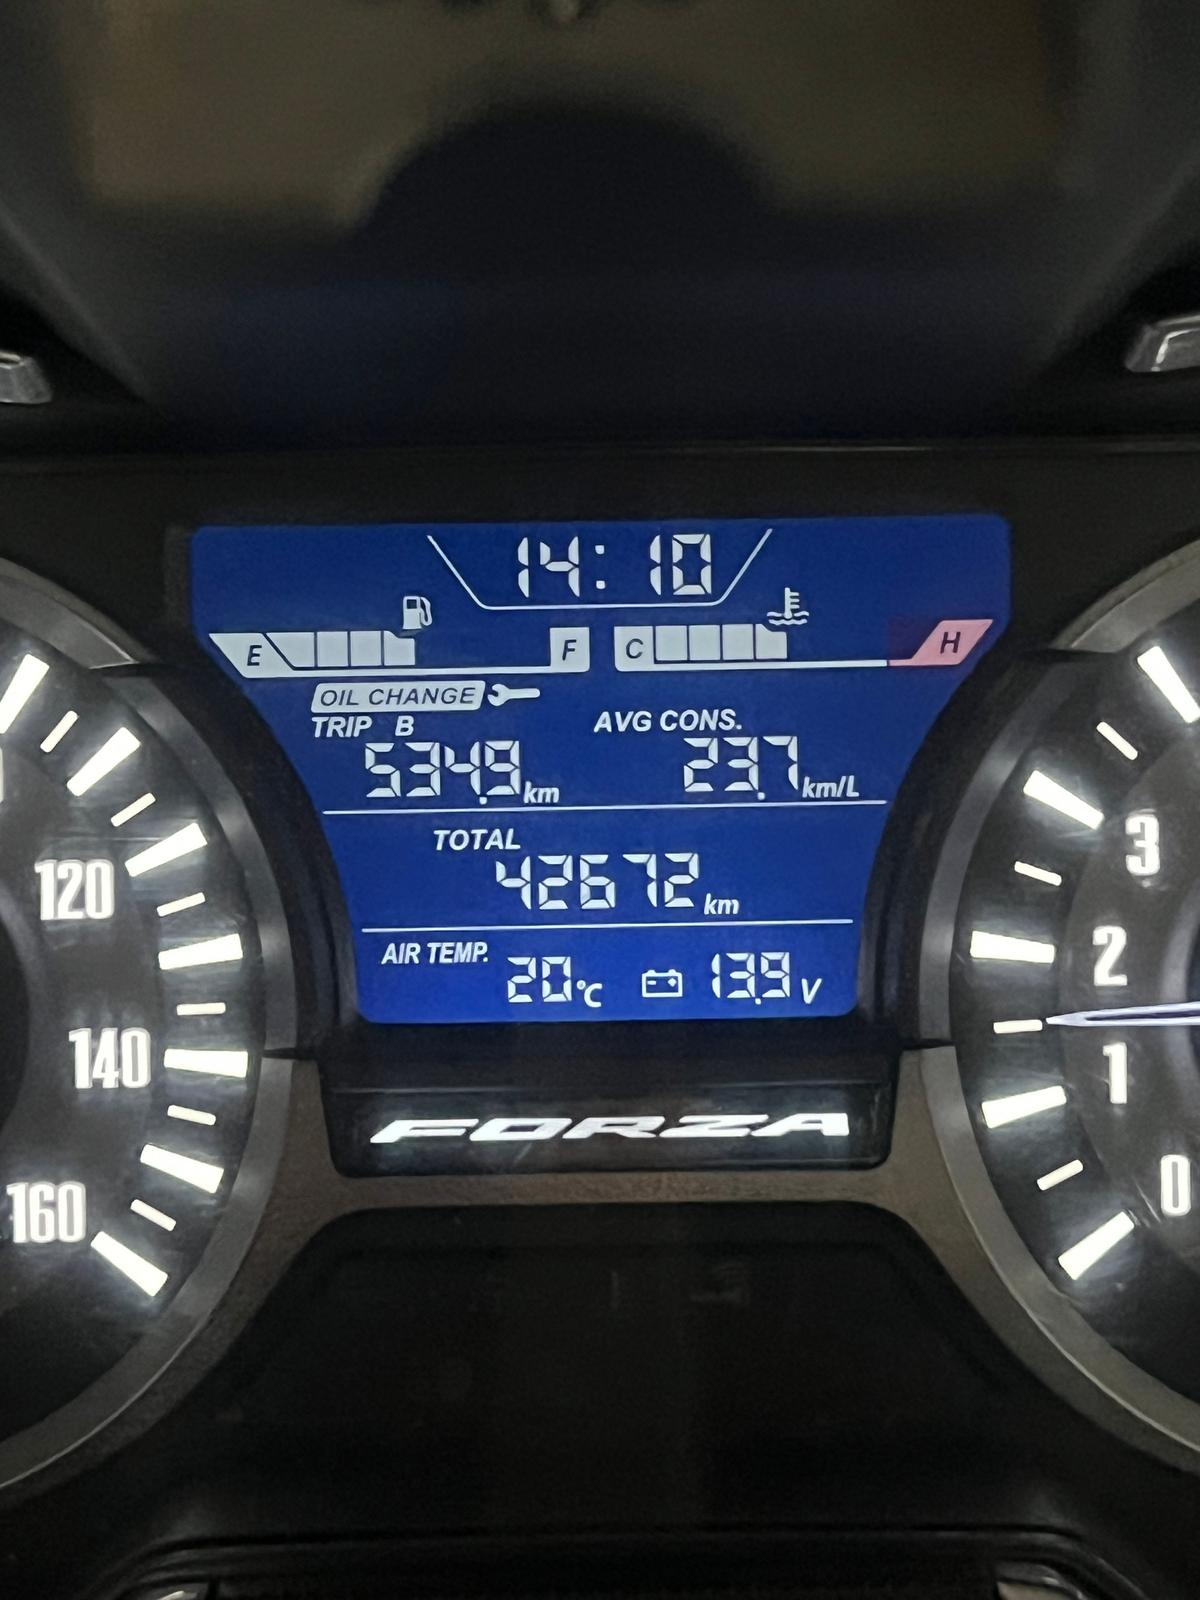 14:10
E F C H
OIL CHANGE
TRIP B AVG CONS.
534.9 km 23.7 km/L
TOTAL
42672 km
AIR TEMP. 20°C 13.9 V
FORZA
120
140
160
3
2
1
0